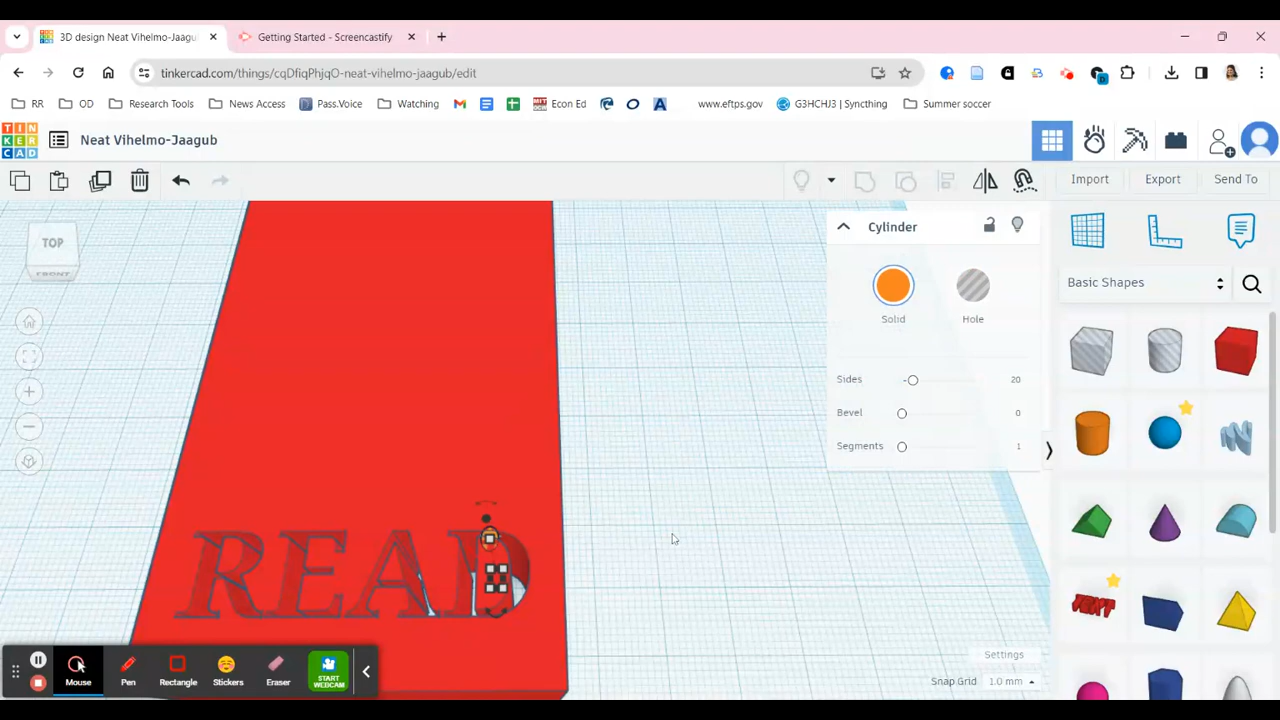 3D design Neat Vihelmo-Jaagu
Getting Started - Screencastify
tinkercad.com/things/cqDfiqPhjqO-neat-vihelmo-jaagub/edit
RR
OD
Research Tools
News Access
Pass.Voice
Watching
Econ Ed
www.eftps.gov
G3HCHJ3 | Syncthing
Summer soccer
TIN
KER
CAD
Neat Vihelmo-Jaagub
Import
Export
Send To
TOP
FRONT
Cylinder
Solid
Hole
Sides
20
Bevel
0
Segments
1
Basic Shapes
READ
Settings
Snap Grid
1.0 mm
Mouse
Pen
Rectangle
Stickers
Eraser
START
WEBCAM